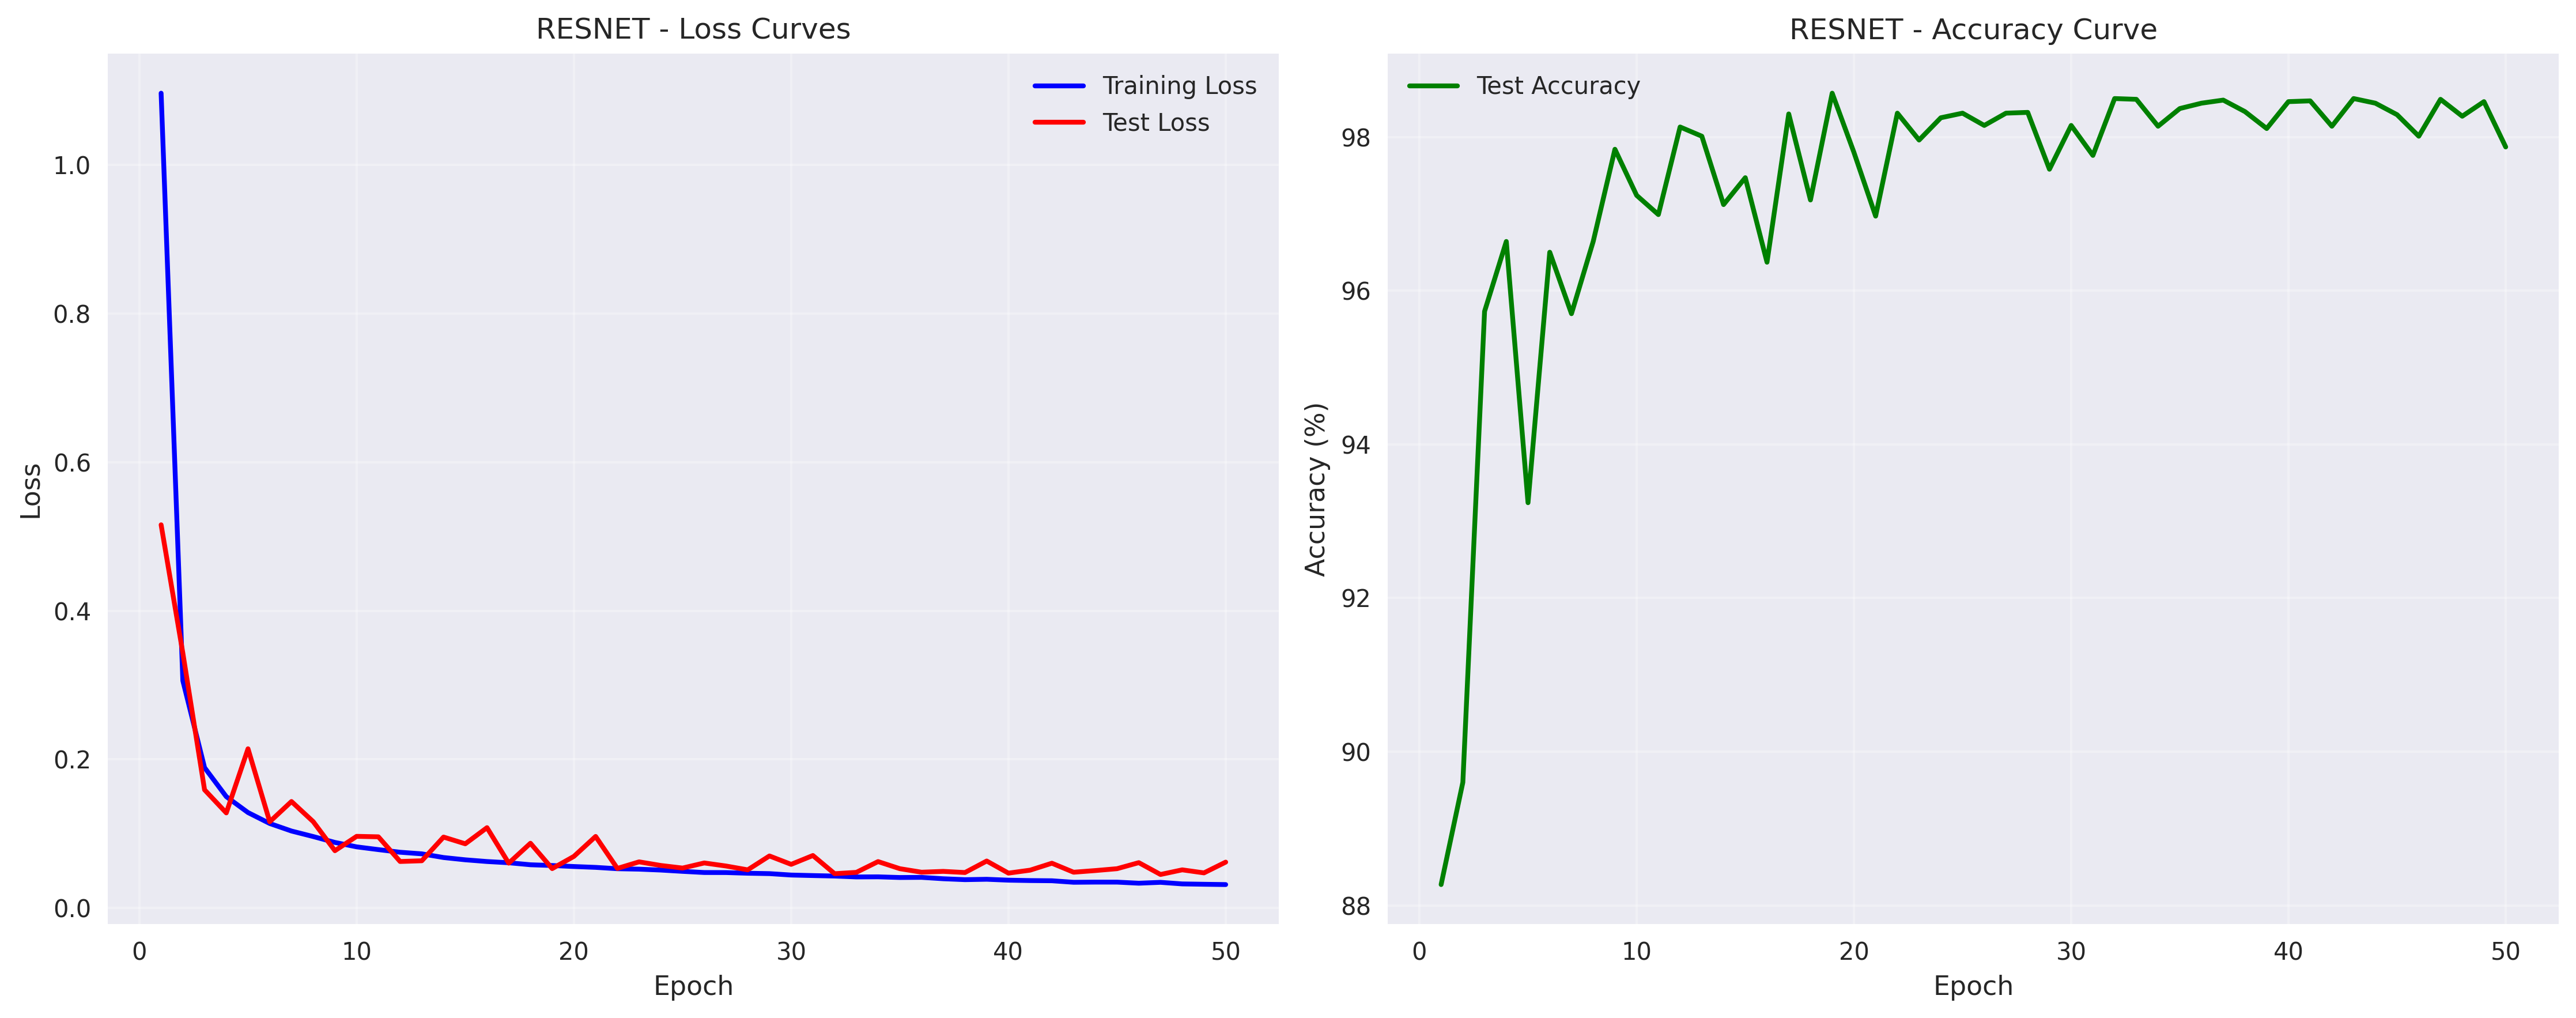 RESNET - Loss Curves
Training Loss
Test Loss
Loss
1.0
0.8
0.6
0.4
0.2
0.0
0 10 20 30 40 50
Epoch
RESNET - Accuracy Curve
Test Accuracy
Accuracy (%)
98
96
94
92
90
88
0 10 20 30 40 50
Epoch